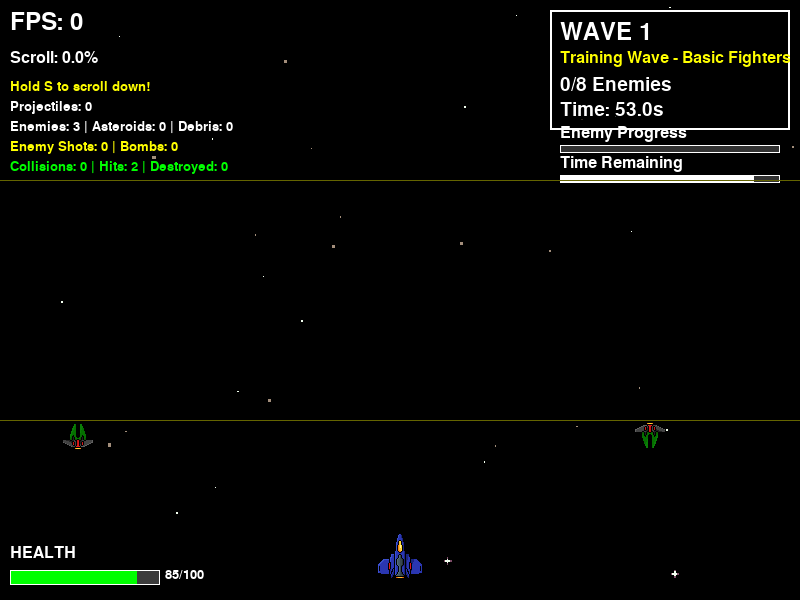 FPS: 0
Scroll: 0.0%
Hold S to scroll down!
Projectiles: 0
Enemies: 3 | Asteroids: 0 | Debris: 0
Enemy Shots: 0 | Bombs: 0
Collisions: 0 | Hits: 2 | Destroyed: 0
WAVE 1
Training Wave - Basic Fighters
0/8 Enemies
Time: 53.0s
Enemy Progress
Time Remaining
HEALTH
85/100